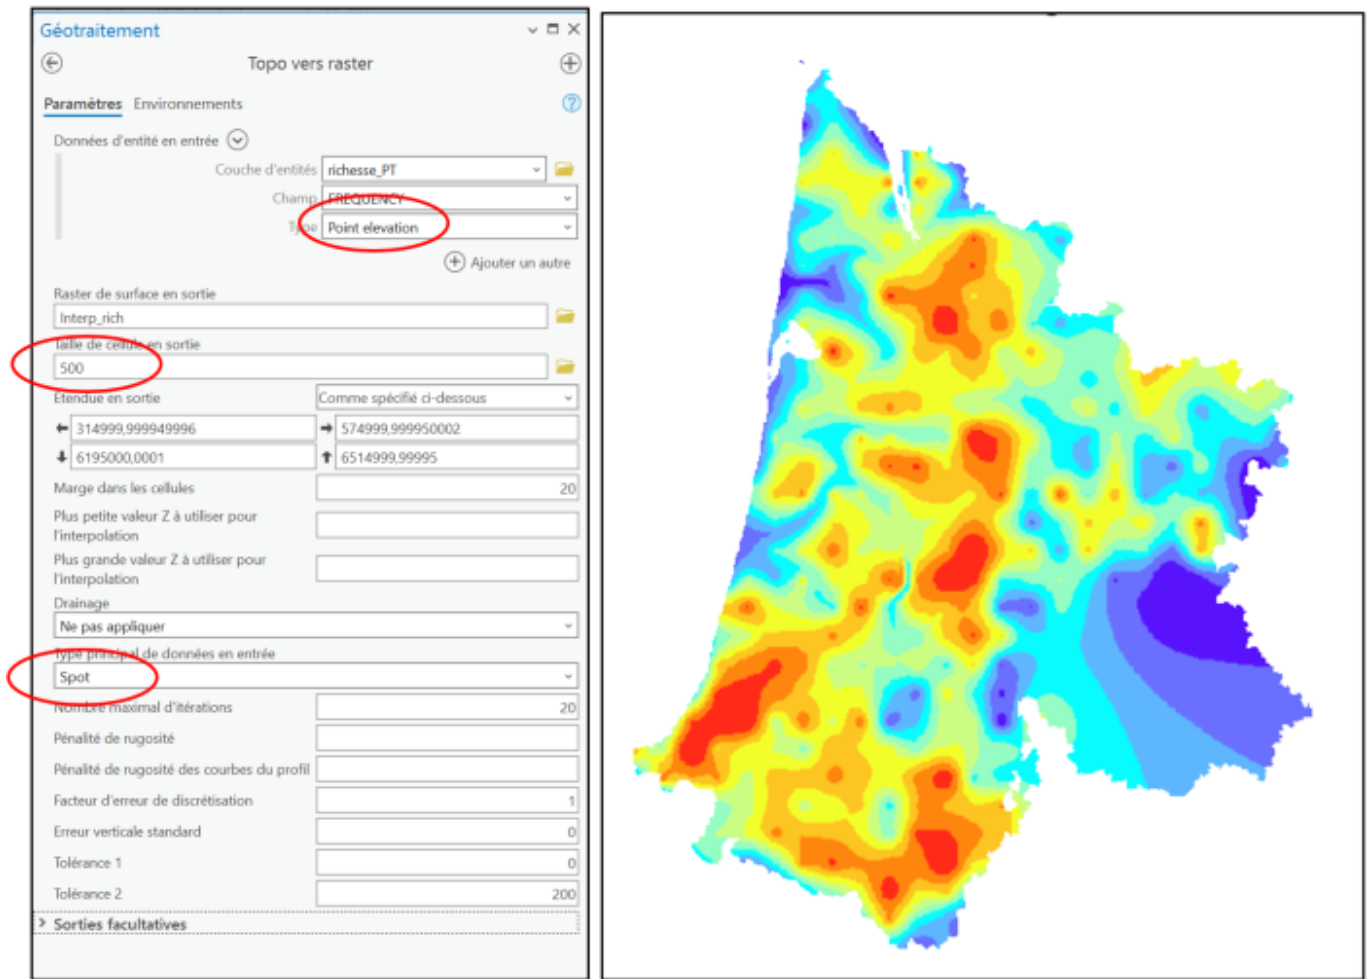 Géotraitement
Topo vers raster
Paramètres Environnements
Données d'entité en entrée
Couche d'entités richesse_PT
Champ FREQUENCY
Type Point elevation
Ajouter un autre
Raster de surface en sortie
Interp_rich
Taille de cellule en sortie
500
Etendue en sortie Comme spécifié ci-dessous
314999,999949996 574999,999950002
6195000,0001 6514999,99995
Marge dans les cellules 20
Plus petite valeur Z à utiliser pour
l'interpolation
Plus grande valeur Z à utiliser pour
l'interpolation
Drainage
Ne pas appliquer
Type principal de données en entrée
Spot
Nombre maximal d'itérations 20
Pénalité de rugosité
Pénalité de rugosité des courbes du profil
Facteur d'erreur de discrétisation 1
Erreur verticale standard 0
Tolérance 1 0
Tolérance 2 200
Sorties facultatives